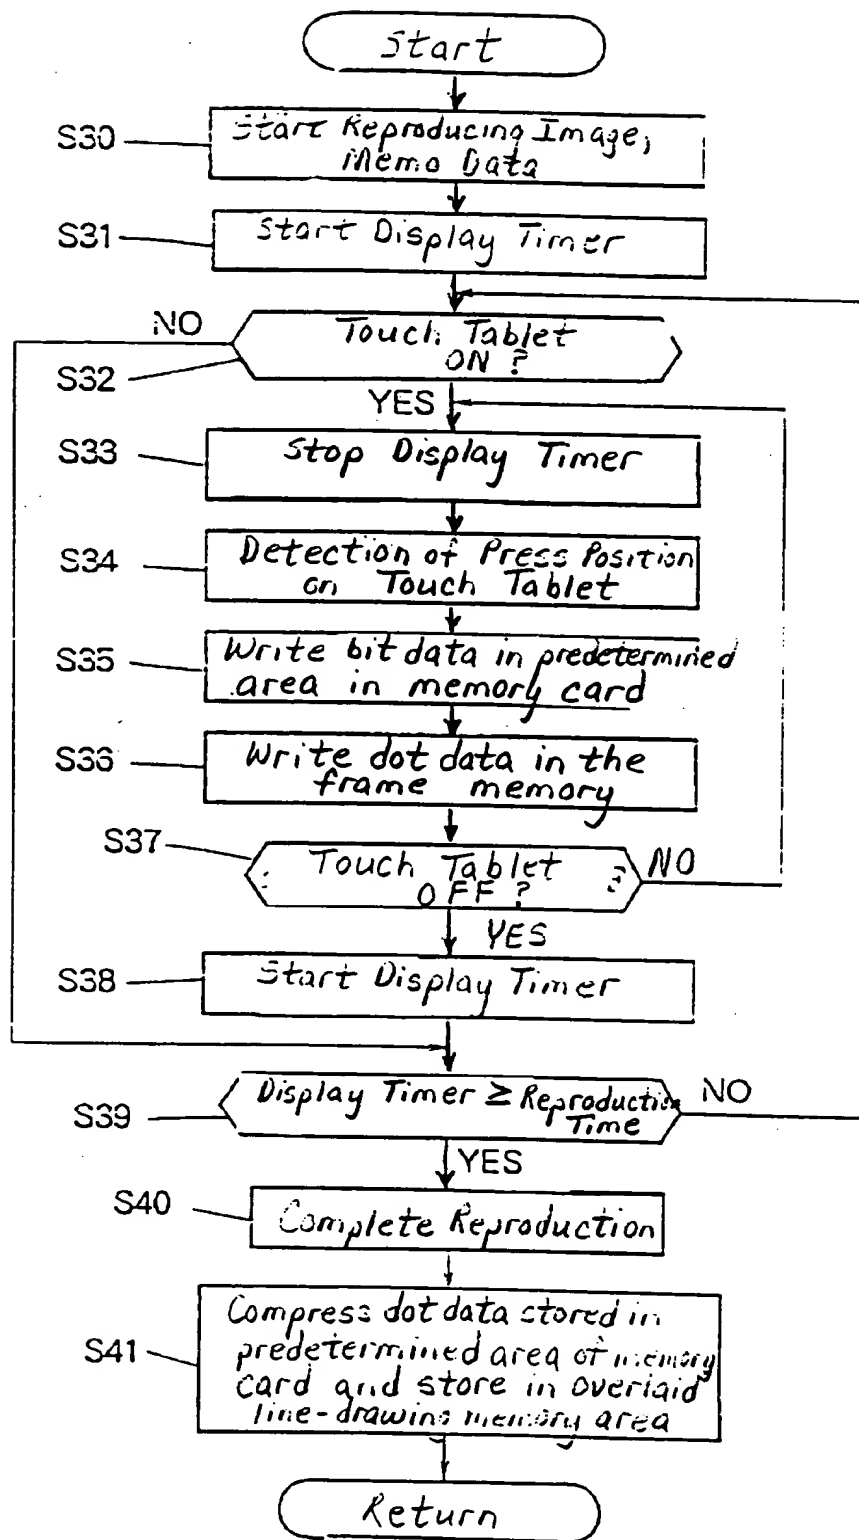 Start
S30
Start Reproducing Image,
Memo Data
S31
Start Display Timer
NO
Touch Tablet
ON ?
S32
YES
S33
Stop Display Timer
S34
Detection of Press Position
on Touch Tablet
S35
Write bit data in predetermined
area in memory card
S36
Write dot data in the
frame memory
S37
Touch Tablet
OFF ?
NO
YES
S38
Start Display Timer
Display Timer ≥ Reproduction
Time
NO
S39
YES
S40
Complete Reproduction
S41
Compress dot data stored in
predetermined area of memory
card and store in overlaid
line-drawing memory area
Return